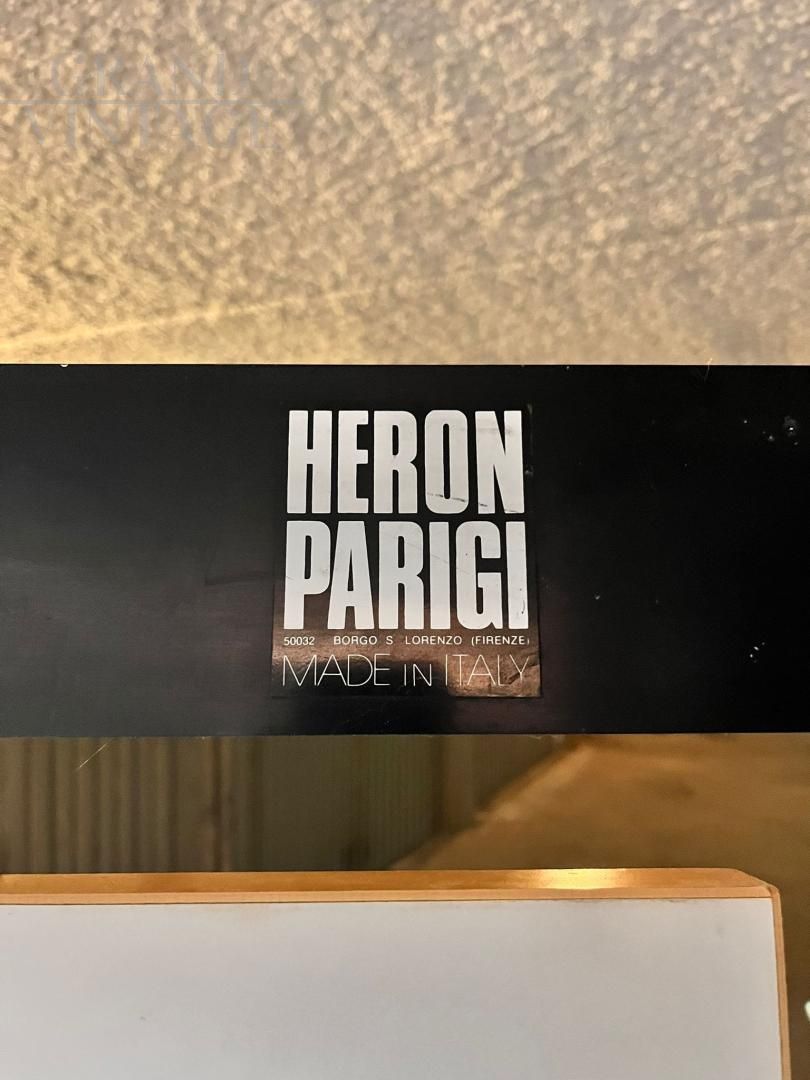 GRAND
VINTAGE
HERON
PARIGI
50032 BORGO S LORENZO (FIRENZE)
MADE IN ITALY